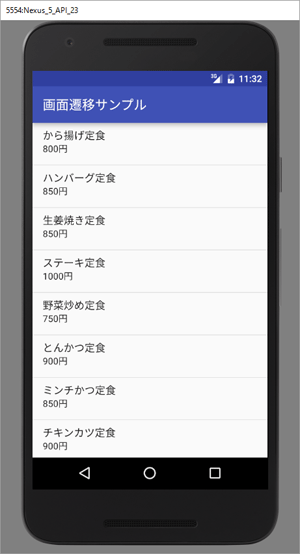 5554:Nexus_5_API_23
3G 11:32
画面遷移サンプル
から揚げ定食
800円
ハンバーグ定食
850円
生姜焼き定食
850円
ステーキ定食
1000円
野菜炒め定食
750円
とんかつ定食
900円
ミンチかつ定食
850円
チキンカツ定食
900円